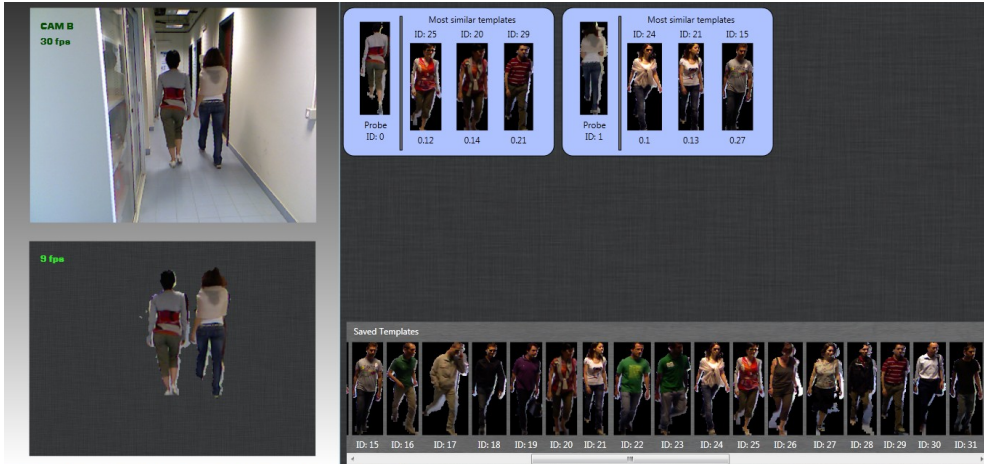 CAM B
30 fps
9 fps
Most similar templates
ID: 25 ID: 20 ID: 29
Probe
ID: 0
0.12 0.14 0.21
Most similar templates
ID: 24 ID: 21 ID: 15
Probe
ID: 1
0.1 0.13 0.27
Saved Templates
ID: 15 ID: 16 ID: 17 ID: 18 ID: 19 ID: 20 ID: 21 ID: 22 ID: 23 ID: 24 ID: 25 ID: 26 ID: 27 ID: 28 ID: 29 ID: 30 ID: 31